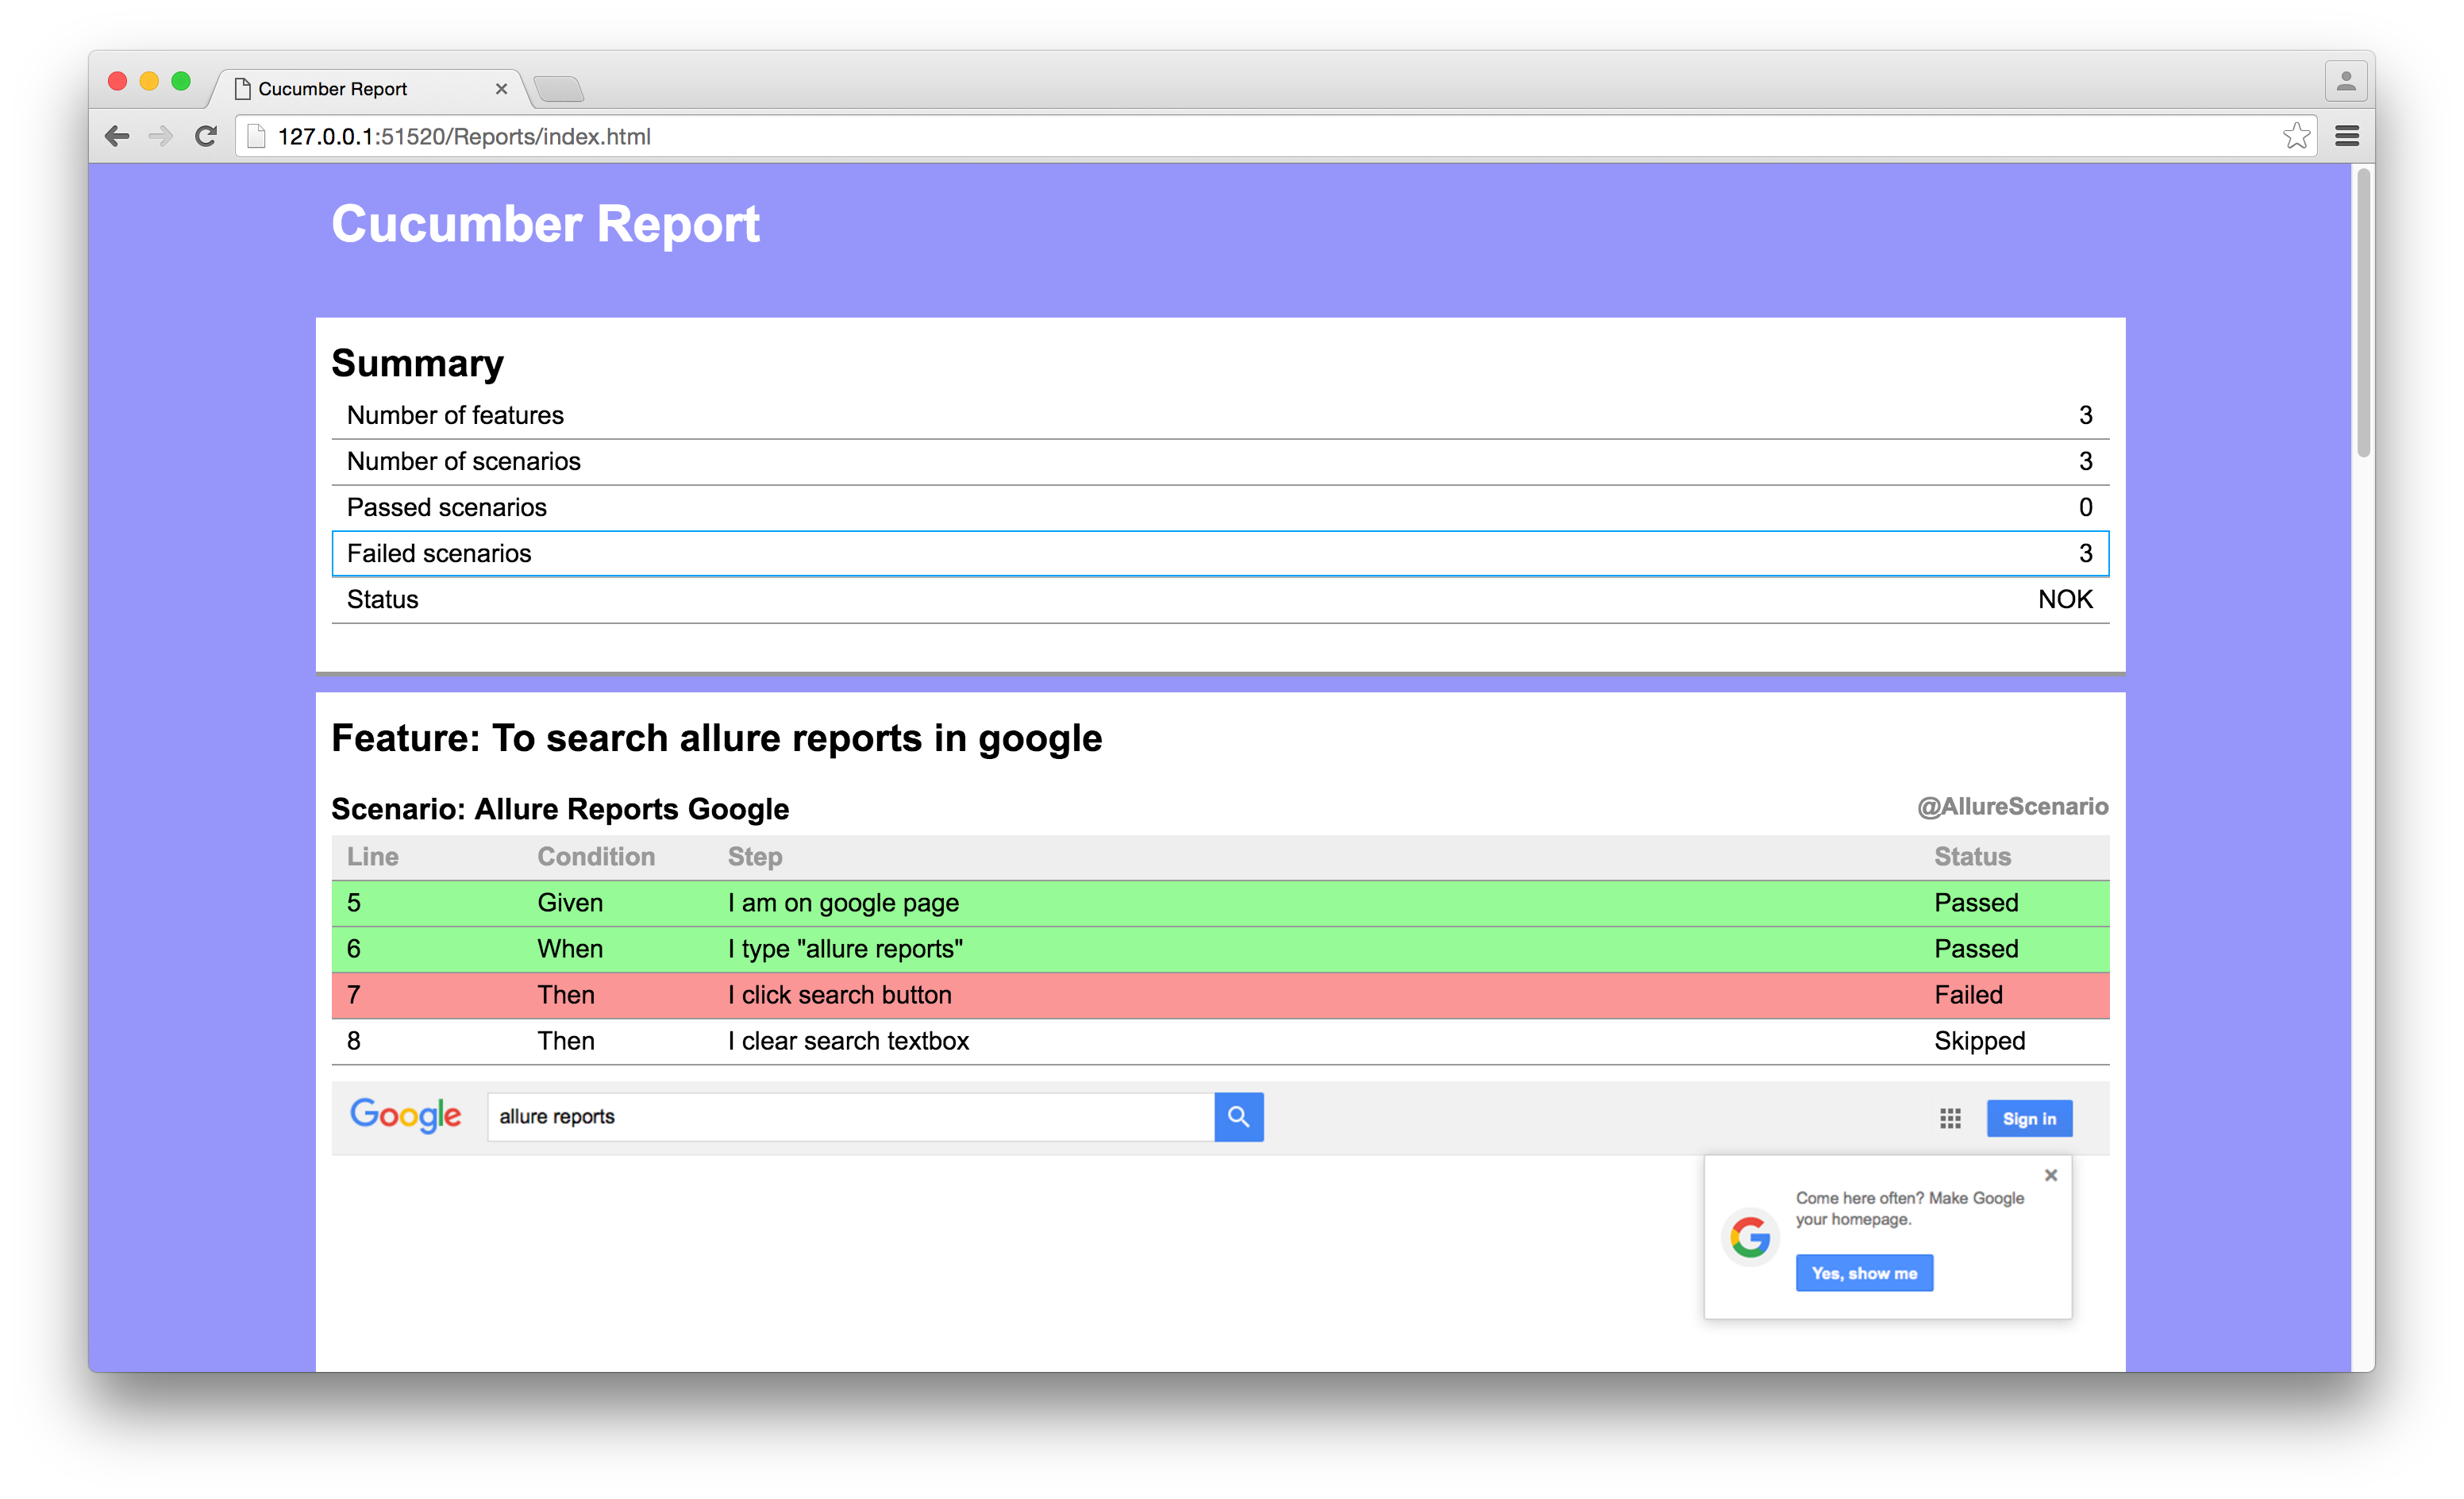 Cucumber Report
127.0.0.1:51520/Reports/index.html
Cucumber Report
Summary
Number of features 3
Number of scenarios 3
Passed scenarios 0
Failed scenarios 3
Status NOK
Feature: To search allure reports in google
Scenario: Allure Reports Google @AllureScenario
Line Condition Step Status
5 Given I am on google page Passed
6 When I type "allure reports" Passed
7 Then I click search button Failed
8 Then I clear search textbox Skipped
Google allure reports Sign in
Come here often? Make Google
your homepage.
G
Yes, show me